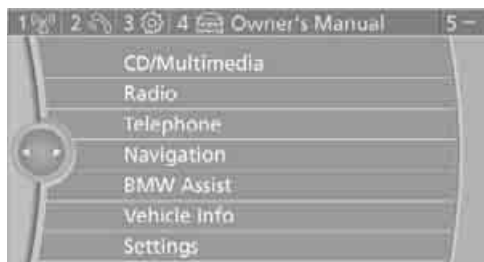 1 2 3 4 Owner's Manual 5
CD/Multimedia
Radio
Telephone
Navigation
BMW Assist
Vehicle Info
Settings